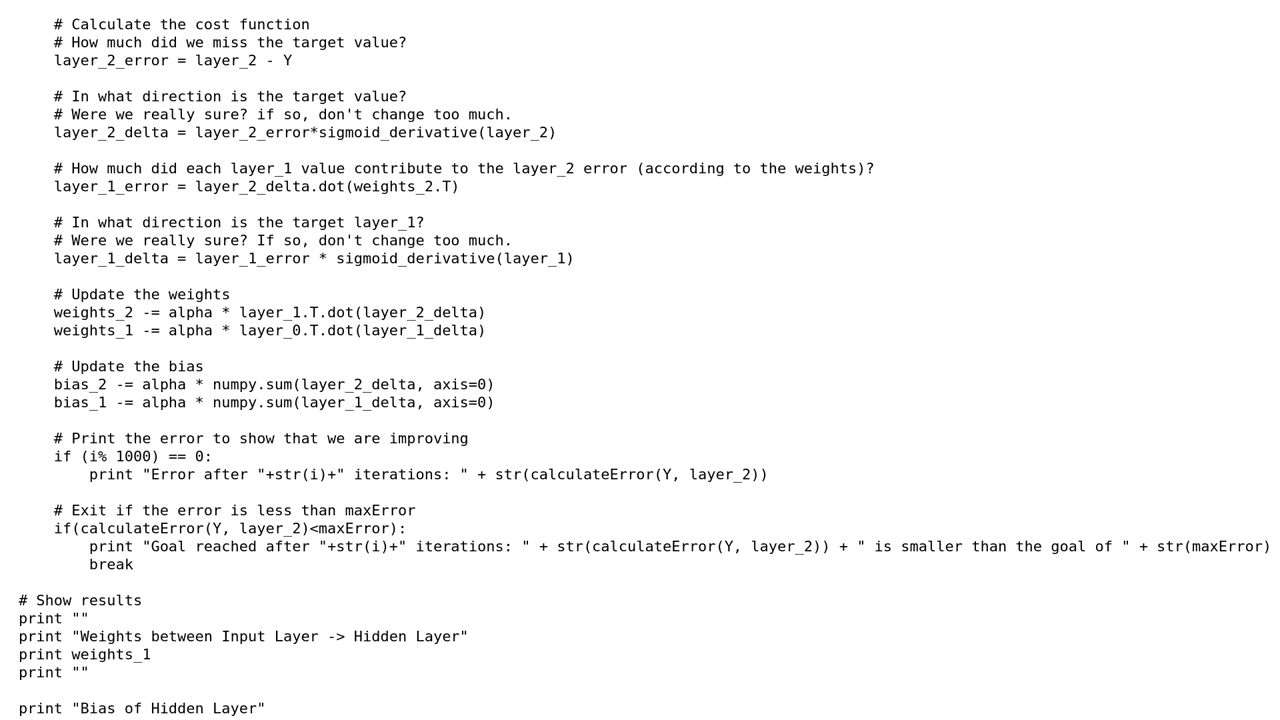 # Calculate the cost function
# How much did we miss the target value?
layer_2_error = layer_2 - Y
# In what direction is the target value?
# Were we really sure? if so, don't change too much.
layer_2_delta = layer_2_error*sigmoid_derivative(layer_2)
# How much did each layer_1 value contribute to the layer_2 error (according to the weights)?
layer_1_error = layer_2_delta.dot(weights_2.T)
# In what direction is the target layer_1?
# Were we really sure? If so, don't change too much.
layer_1_delta = layer_1_error * sigmoid_derivative(layer_1)
# Update the weights
weights_2 -= alpha * layer_1.T.dot(layer_2_delta)
weights_1 -= alpha * layer_0.T.dot(layer_1_delta)
# Update the bias
bias_2 -= alpha * numpy.sum(layer_2_delta, axis=0)
bias_1 -= alpha * numpy.sum(layer_1_delta, axis=0)
# Print the error to show that we are improving
if (i% 1000) == 0:
print "Error after "+str(i)+" iterations: " + str(calculateError(Y, layer_2))
# Exit if the error is less than maxError
if(calculateError(Y, layer_2)<maxError):
print "Goal reached after "+str(i)+" iterations: " + str(calculateError(Y, layer_2)) + " is smaller than the goal of " + str(maxError)
break
# Show results
print ""
print "Weights between Input Layer -> Hidden Layer"
print weights_1
print ""
print "Bias of Hidden Layer"